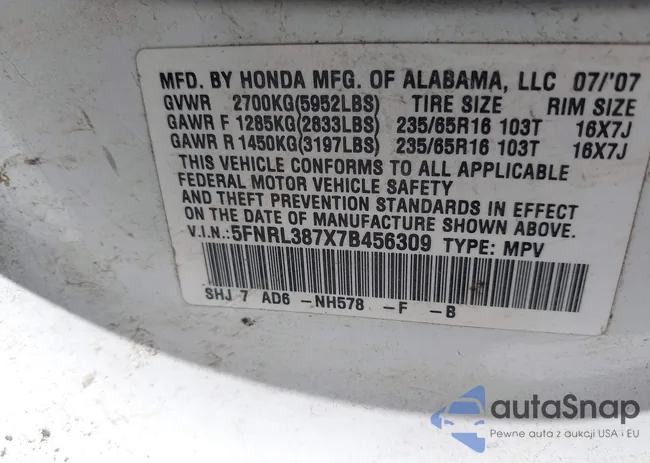 MFD. BY HONDA MFG. OF ALABAMA, LLC 07/'07
GVWR 2700KG(5952LBS) TIRE SIZE RIM SIZE
GAWR F 1285KG(2833LBS) 235/65R16 103T 16X7J
GAWR R 1450KG(3197LBS) 235/65R16 103T 16X7J
THIS VEHICLE CONFORMS TO ALL APPLICABLE
FEDERAL MOTOR VEHICLE SAFETY
AND THEFT PREVENTION STANDARDS IN EFFECT
ON THE DATE OF MANUFACTURE SHOWN ABOVE.
V.I.N.:5FNRL387X7B456309 TYPE: MPV
SHJ 7 AD6 -NH578 -F -B
autaSnap
Pewne auta z aukcji USA i EU